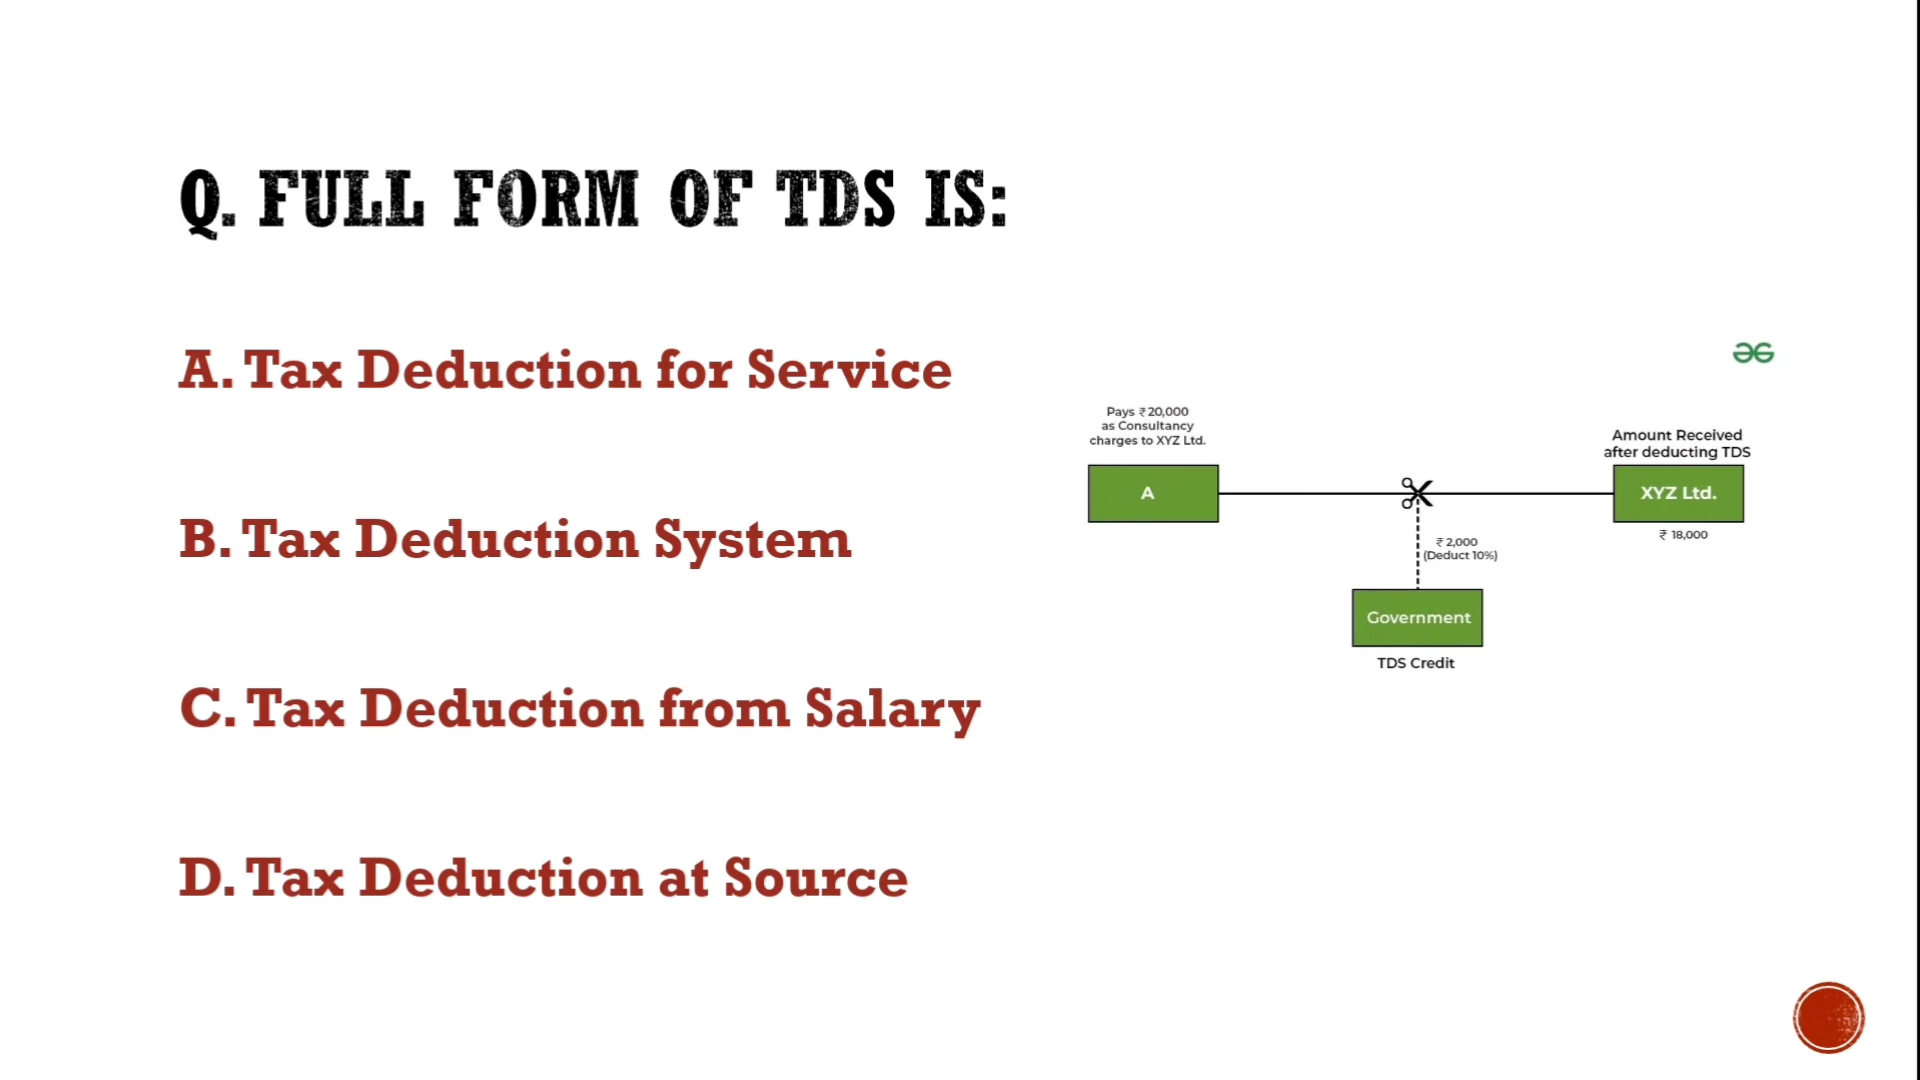 Q. FULL FORM OF TDS IS:
A. Tax Deduction for Service
B. Tax Deduction System
C. Tax Deduction from Salary
D. Tax Deduction at Source
Pays ₹20,000
as Consultancy
charges to XYZ Ltd.
A
Amount Received
after deducting TDS
XYZ Ltd.
₹ 18,000
₹ 2,000
(Deduct 10%)
Government
TDS Credit